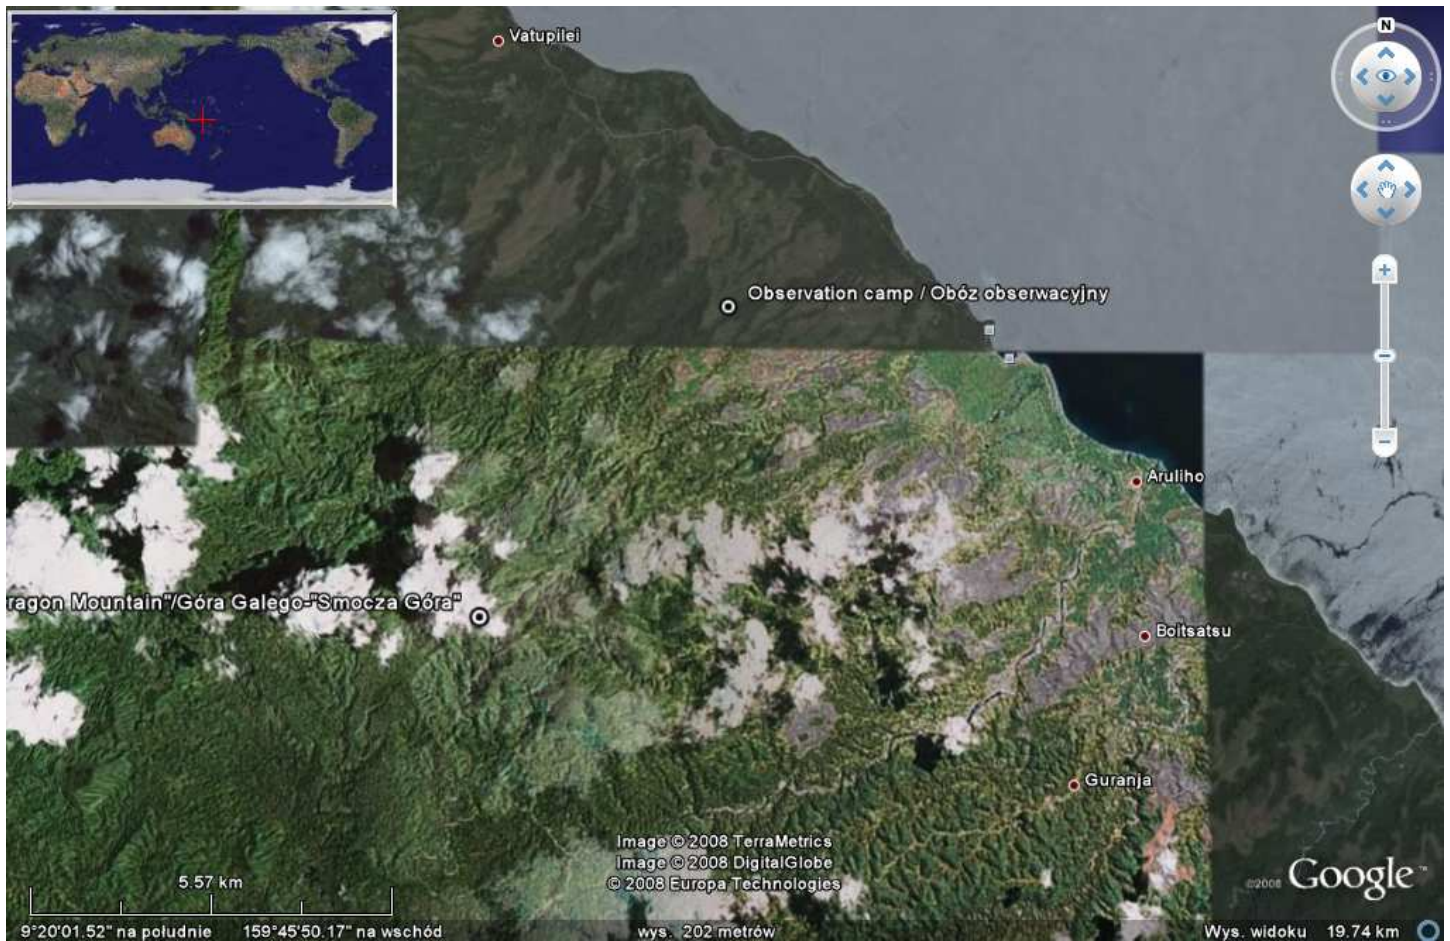 Vatupilei
N
Observation camp / Obóz obserwacyjny
Aruliho
ragon Mountain"/Góra Galego-"Smocza Góra"
Boitsatsu
Guranja
Image © 2008 TerraMetrics
Image © 2008 DigitalGlobe
© 2008 Europa Technologies
©2008 Google™
5.57 km
9°20'01.52" na południe 159°45'50.17" na wschód wys. 202 metrów Wys. widoku 19.74 km